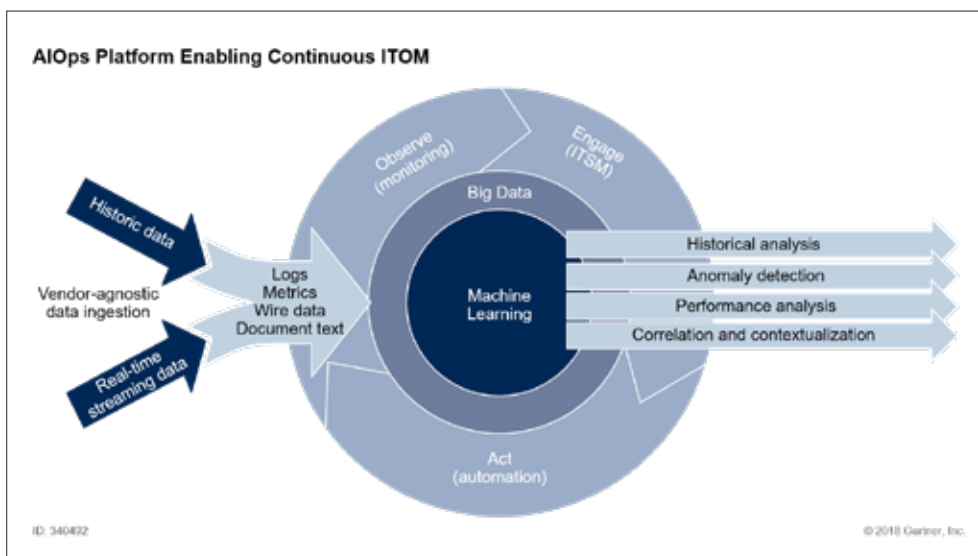 AIOps Platform Enabling Continuous ITOM
Observe
(monitoring)
Engage
(ITSM)
Big Data
Historic data
Vendor-agnostic
data ingestion
Real-time
streaming data
Logs
Metrics
Wire data
Document text
Machine
Learning
Historical analysis
Anomaly detection
Performance analysis
Correlation and contextualization
Act
(automation)
ID: 340492
© 2018 Gartner, Inc.